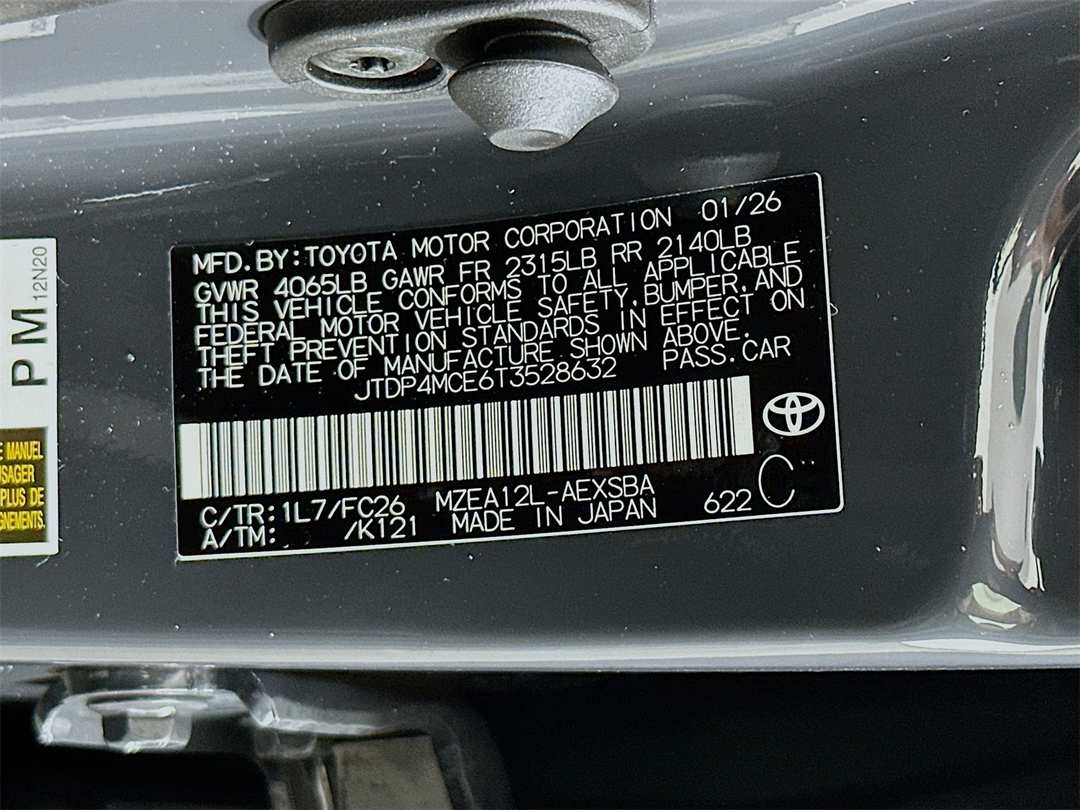 MFD.BY:TOYOTA MOTOR CORPORATION 01/26
GVWR 4065LB GAWR FR 2315LB RR 2140LB
THIS VEHICLE CONFORMS TO ALL APPLICABLE
FEDERAL MOTOR VEHICLE SAFETY,BUMPER,AND
THEFT PREVENTION STANDARDS IN EFFECT ON
THE DATE OF MANUFACTURE SHOWN ABOVE.
JTDP4MCE6T3528632 PASS.CAR
C/TR:1L7/FC26 MZEA12L-AEXSBA
A/TM: /K121 MADE IN JAPAN 622 C
PM 12N20
E MANUEL
USAGER
PLUS DE
GNEMENTS.